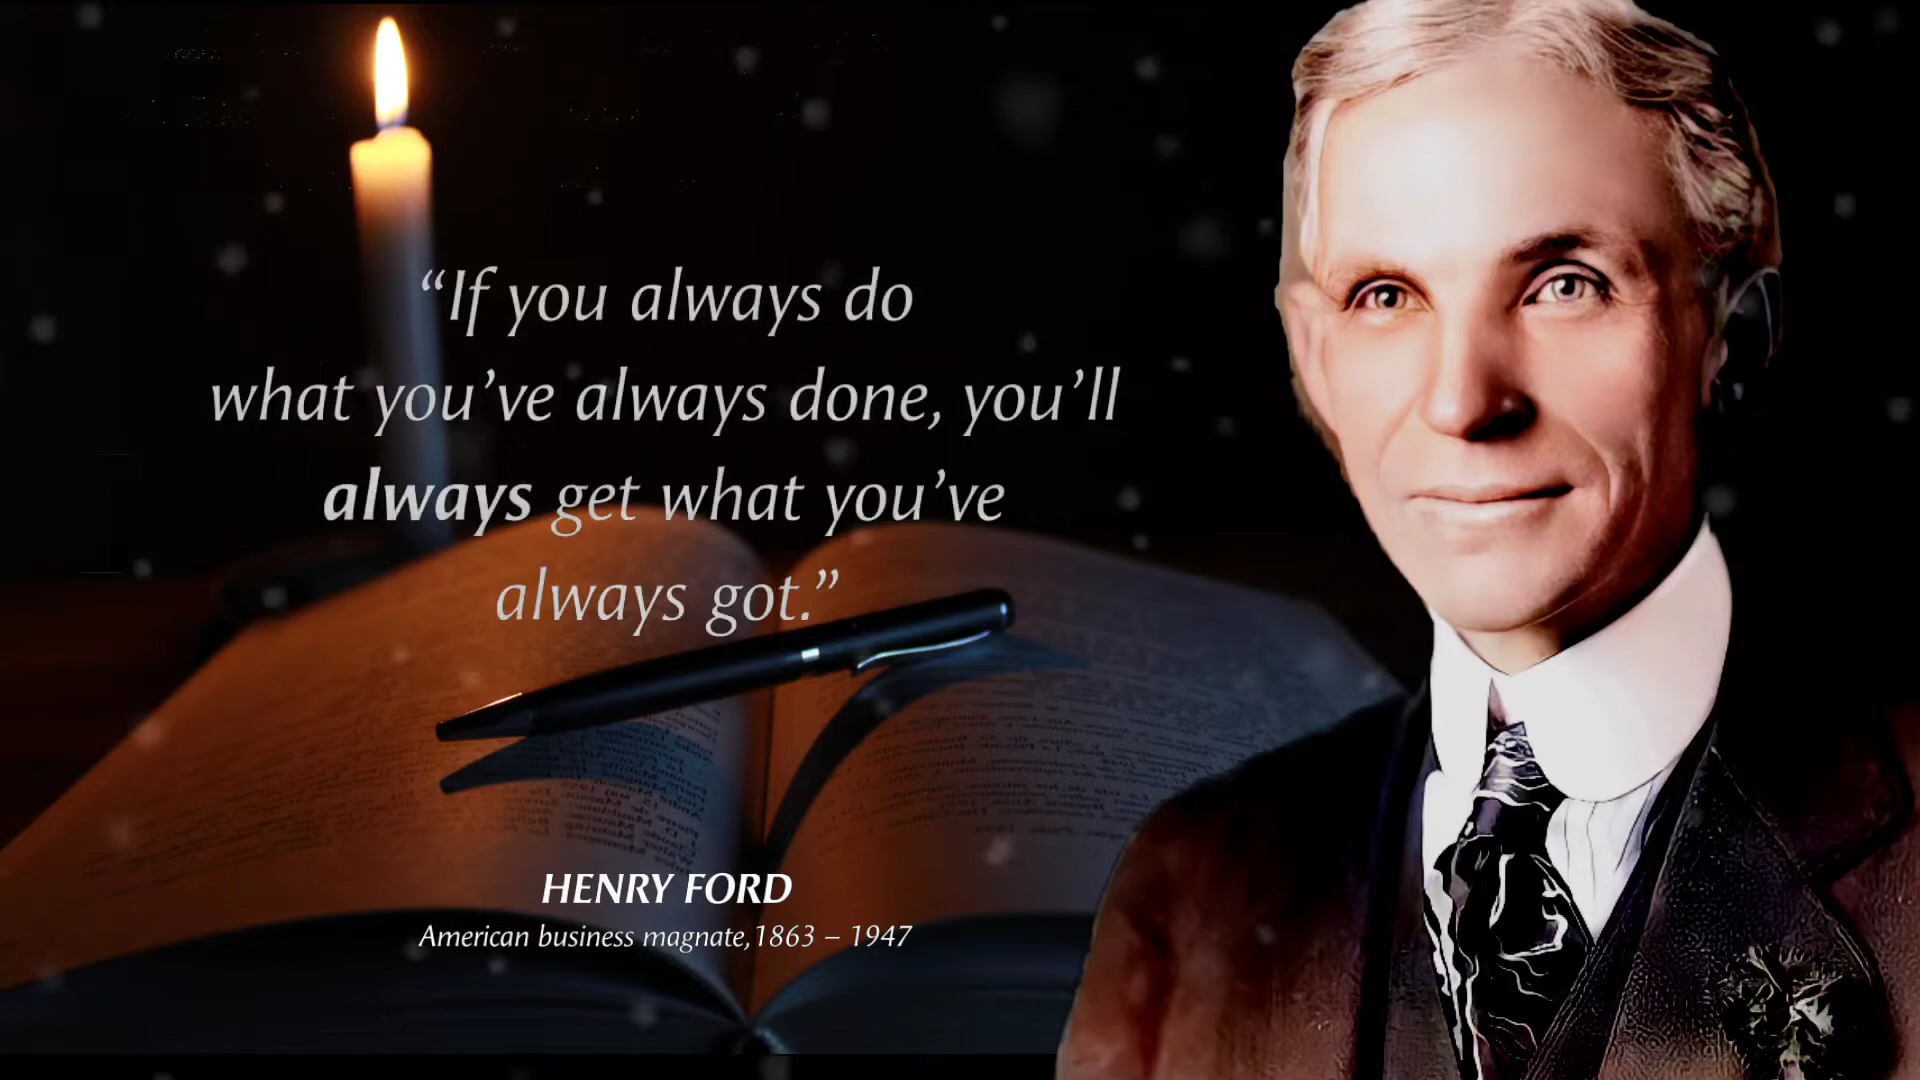 “If you always do
what you’ve always done, you’ll
always get what you’ve
always got.”
HENRY FORD
American business magnate,1863 – 1947